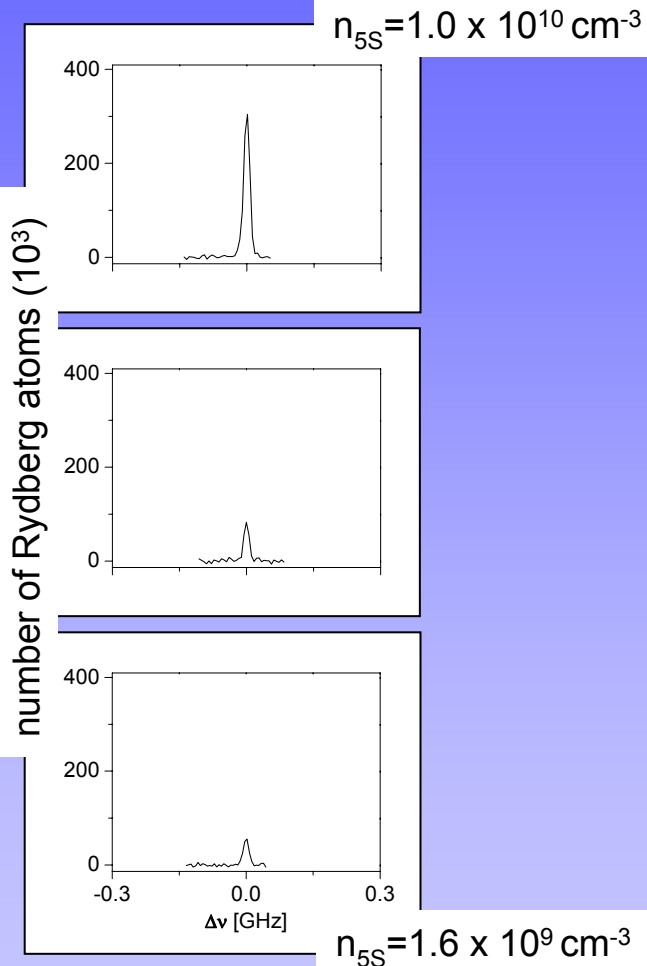 n₅S=1.0 x 10¹⁰ cm⁻³
number of Rydberg atoms (10³)
400
200
0
400
200
0
400
200
0
-0.3 0.0 0.3
Δν [GHz]
n₅S=1.6 x 10⁹ cm⁻³